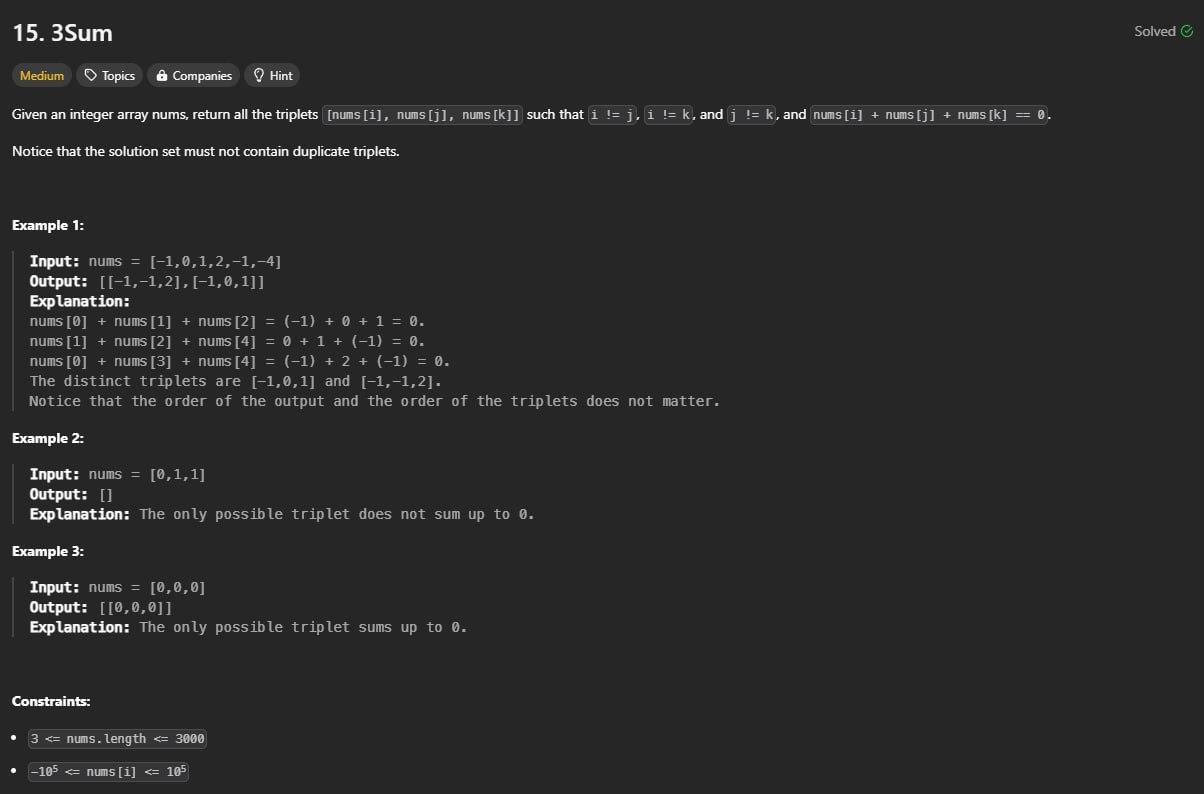 15. 3Sum
Solved
Medium Topics Companies Hint
Given an integer array nums, return all the triplets [nums[i], nums[j], nums[k]] such that i != j, i != k, and j != k, and nums[i] + nums[j] + nums[k] == 0.
Notice that the solution set must not contain duplicate triplets.
Example 1:
Input: nums = [-1,0,1,2,-1,-4]
Output: [[-1,-1,2],[-1,0,1]]
Explanation:
nums[0] + nums[1] + nums[2] = (-1) + 0 + 1 = 0.
nums[1] + nums[2] + nums[4] = 0 + 1 + (-1) = 0.
nums[0] + nums[3] + nums[4] = (-1) + 2 + (-1) = 0.
The distinct triplets are [-1,0,1] and [-1,-1,2].
Notice that the order of the output and the order of the triplets does not matter.
Example 2:
Input: nums = [0,1,1]
Output: []
Explanation: The only possible triplet does not sum up to 0.
Example 3:
Input: nums = [0,0,0]
Output: [[0,0,0]]
Explanation: The only possible triplet sums up to 0.
Constraints:
• 3 <= nums.length <= 3000
• -10⁵ <= nums[i] <= 10⁵